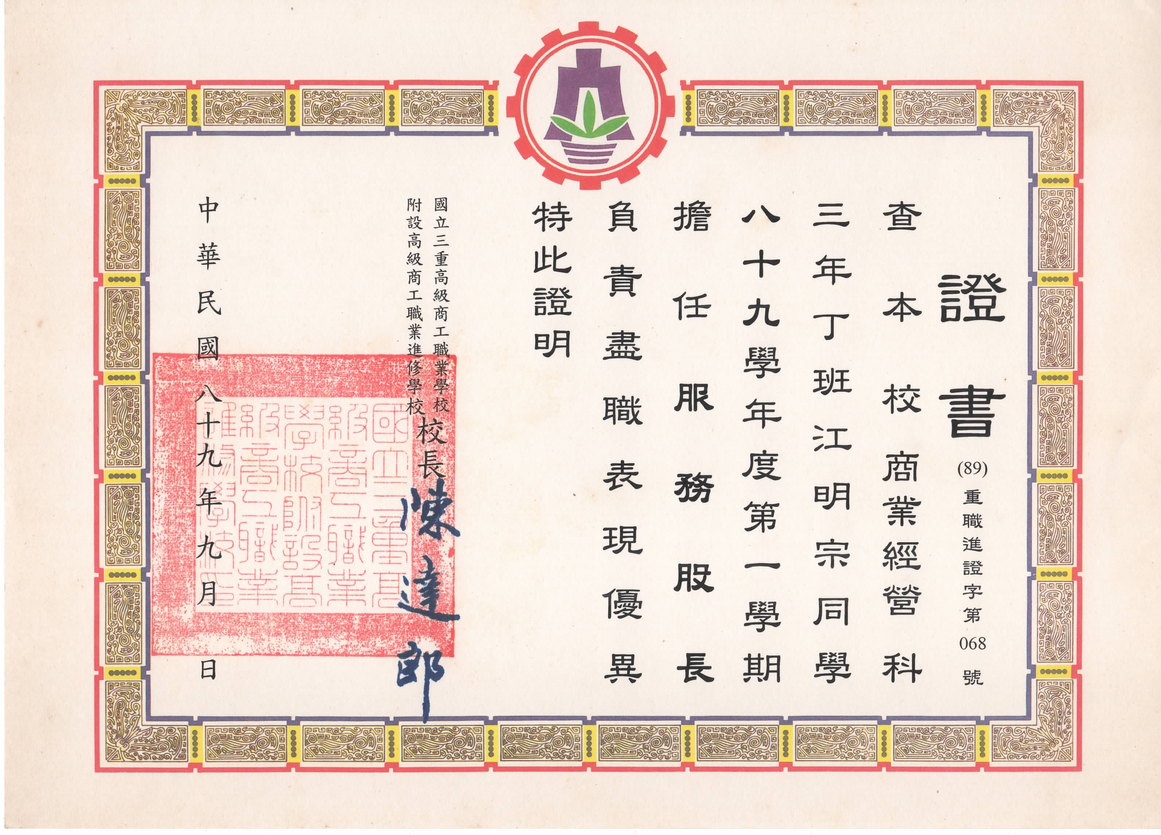 證書
(89)重職進證字第068號
查本校商業經營科
三年丁班江明宗同學
八十九學年度第一學期
擔任服務股長
負責盡職表現優異
特此證明
國立三重高級商工職業學校
附設高級商工職業進修學校
校長陳達郎
國立三重高
級商工職業
學校附設高
級商工職業
進修學校
中華民國八十九年九月 日